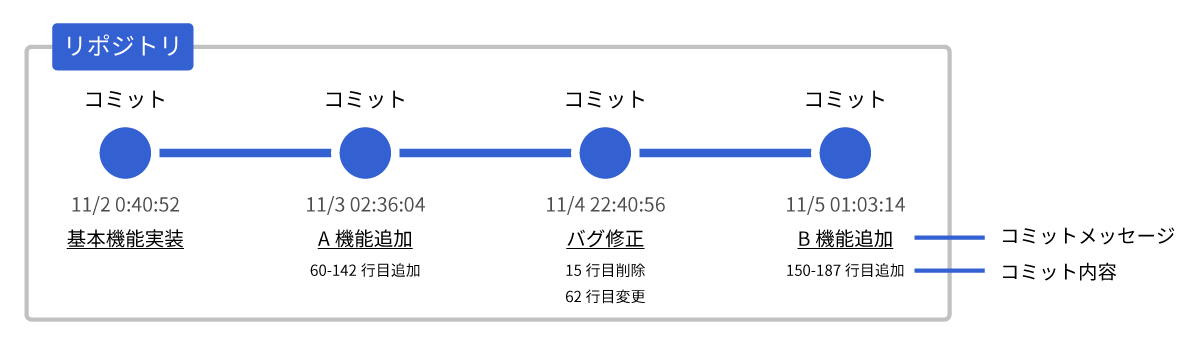 リポジトリ
コミット
コミット
コミット
コミット
11/2 0:40:52
11/3 02:36:04
11/4 22:40:56
11/5 01:03:14
基本機能実装
A 機能追加
バグ修正
B 機能追加
コミットメッセージ
60-142 行目追加
15 行目削除
150-187 行目追加
コミット内容
62 行目変更